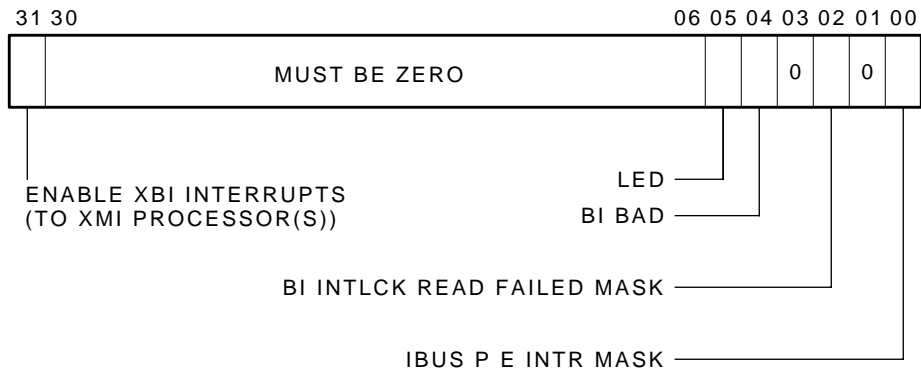 31 30 06 05 04 03 02 01 00
MUST BE ZERO 0 0
ENABLE XBI INTERRUPTS
(TO XMI PROCESSOR(S))
LED
BI BAD
BI INTLCK READ FAILED MASK
IBUS P E INTR MASK